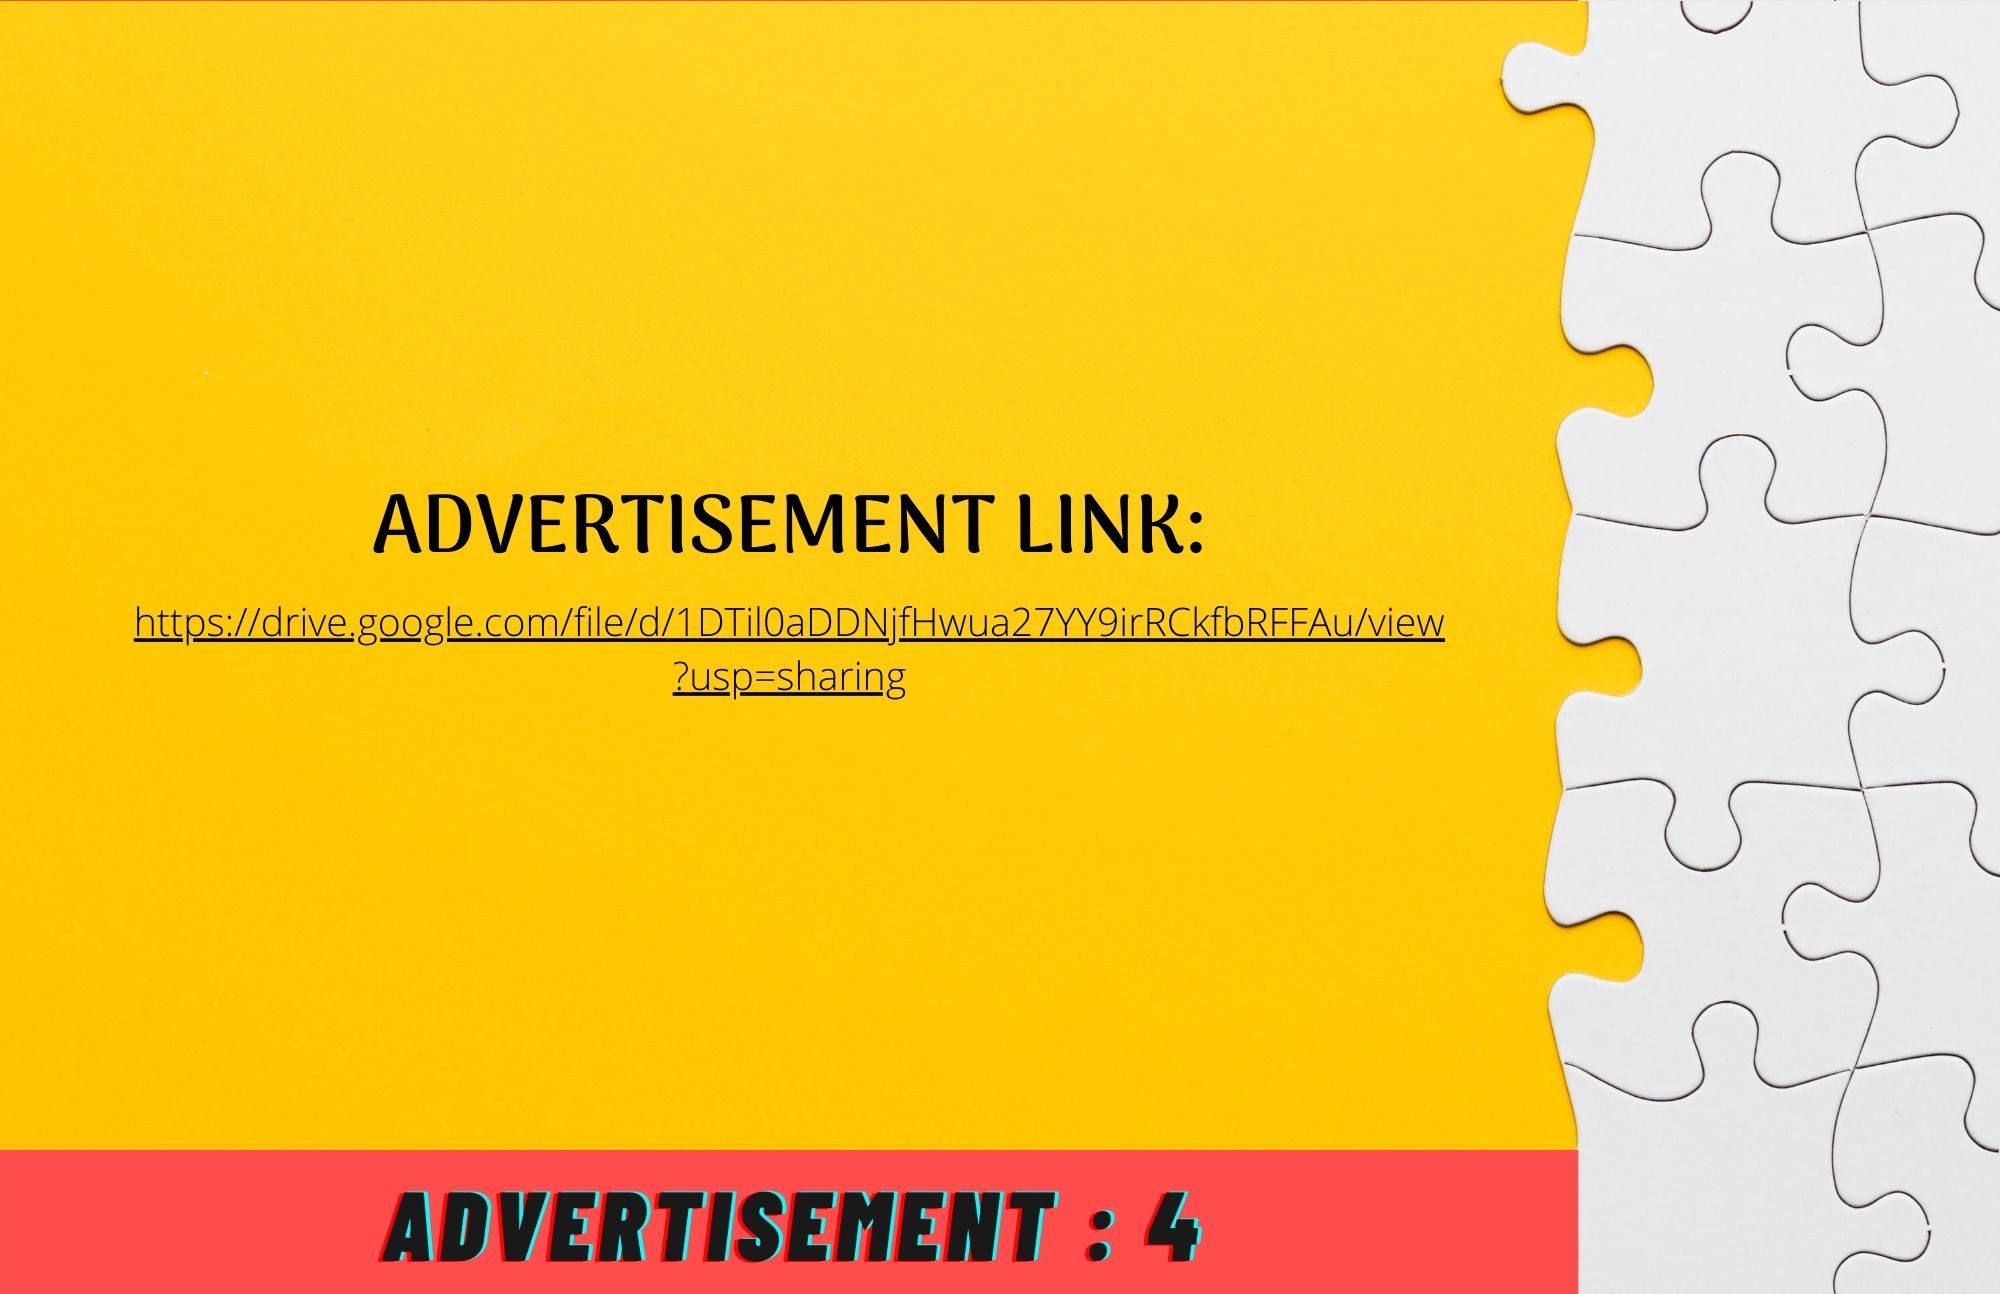 ADVERTISEMENT LINK:
https://drive.google.com/file/d/1DTil0aDDNjfHwua27YY9irRCkfbRFFAu/view
?usp=sharing
ADVERTISEMENT : 4